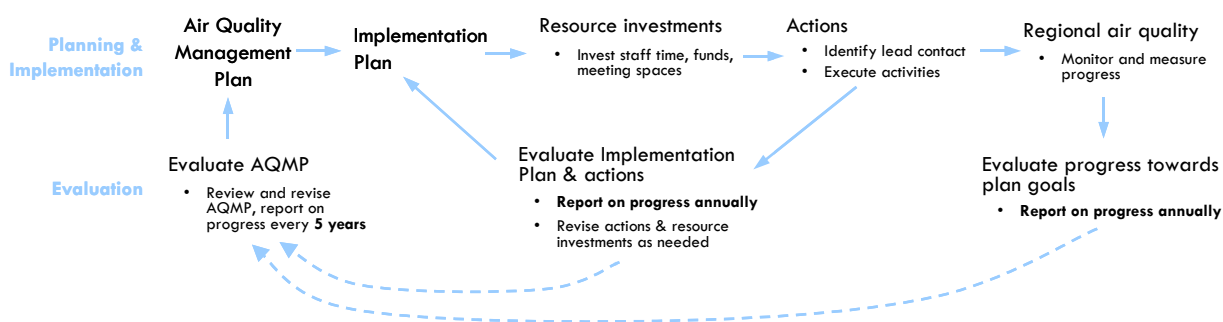 Planning &
Implementation
Air Quality
Management
Plan
Implementation
Plan
Resource investments
• Invest staff time, funds,
meeting spaces
Actions
• Identify lead contact
• Execute activities
Regional air quality
• Monitor and measure
progress
Evaluation
Evaluate AQMP
• Review and revise
AQMP, report on
progress every 5 years
Evaluate Implementation
Plan & actions
• Report on progress annually
• Revise actions & resource
investments as needed
Evaluate progress towards
plan goals
• Report on progress annually